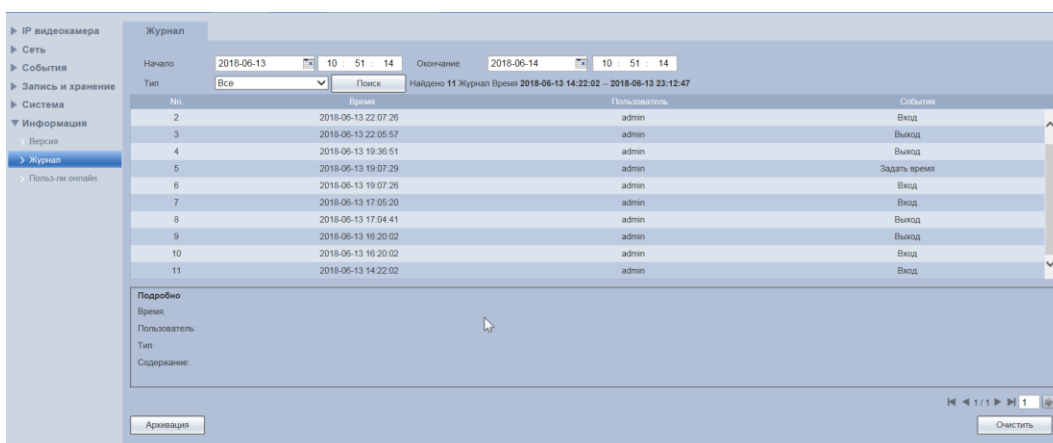 IP видеокамера
Сеть
События
Запись и хранение
Система
Информация
Версия
Журнал
Польз-ли онлайн
Журнал
Начало 2018-06-13 10 : 51 : 14 Окончание 2018-06-14 10 : 51 : 14
Тип Все Поиск Найдено 11 Журнал Время 2018-06-13 14:22:02 -- 2018-06-13 23:12:47
No. Время Пользователь События
2 2018-06-13 22:07:26 admin Вход
3 2018-06-13 22:05:57 admin Выход
4 2018-06-13 19:36:51 admin Выход
5 2018-06-13 19:07:29 admin Задать время
6 2018-06-13 19:07:26 admin Вход
7 2018-06-13 17:05:20 admin Вход
8 2018-06-13 17:04:41 admin Выход
9 2018-06-13 16:20:02 admin Выход
10 2018-06-13 16:20:02 admin Вход
11 2018-06-13 14:22:02 admin Вход
Подробно
Время:
Пользователь:
Тип:
Содержание:
1 / 1 1
Архивация Очистить